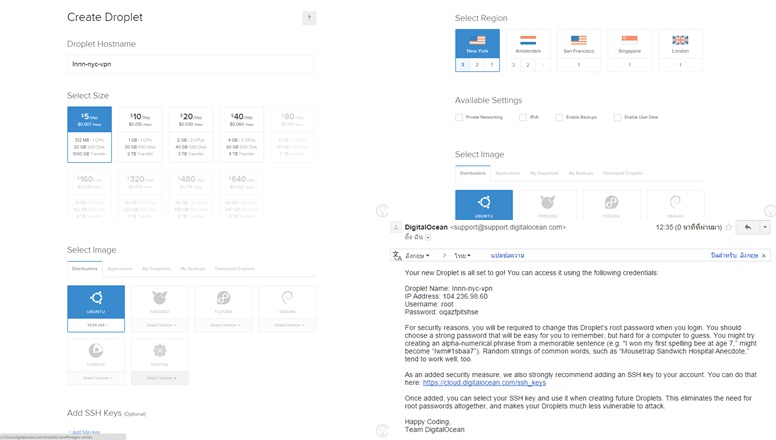 Create Droplet
?
Droplet Hostname
lnnn-nyc-vpn
Select Size
$5/mo
$0.007 /hour
512 MB / 1 CPU
20 GB SSD Disk
1000 GB Transfer
$10/mo
$0.015 /hour
1 GB / 1 CPU
30 GB SSD Disk
2 TB Transfer
$20/mo
$0.030 /hour
2 GB / 2 CPUs
40 GB SSD Disk
3 TB Transfer
$40/mo
$0.060 /hour
4 GB / 2 CPUs
60 GB SSD Disk
4 TB Transfer
$80/mo
$160/mo
$320/mo
$480/mo
$640/mo
Select Image
Distributions
Applications
My Snapshots
My Backups
Destroyed Droplets
UBUNTU
14.04 x64
FREEBSD
Select Version
FEDORA
Select Version
DEBIAN
Select Version
COREOS
Select Version
CENTOS
Select Version
Add SSH Keys (Optional)
+ Add SSH Key
Select Region
New York
3 2 1
Amsterdam
3 2
San Francisco
1
Singapore
1
London
1
Available Settings
Private Networking
IPv6
Enable Backups
Enable User Data
Select Image
Distributions
Applications
My Snapshots
My Backups
Destroyed Droplets
UBUNTU
FREEBSD
FEDORA
DEBIAN
DigitalOcean <support@support.digitalocean.com>
12:35 (0 นาทีที่ผ่านมา)
ถึง ฉัน
อังกฤษ
ไทย
แปลข้อความ
ปิดสำหรับ: อังกฤษ x
Your new Droplet is all set to go! You can access it using the following credentials:
Droplet Name: lnnn-nyc-vpn
IP Address: 104.236.98.60
Username: root
Password: oqazfpitshse
For security reasons, you will be required to change this Droplet's root password when you login. You should
choose a strong password that will be easy for you to remember, but hard for a computer to guess. You might try
creating an alpha-numerical phrase from a memorable sentence (e.g. "I won my first spelling bee at age 7," might
become "Iwm#1sbaa7"). Random strings of common words, such as "Mousetrap Sandwich Hospital Anecdote,"
tend to work well, too.
As an added security measure, we also strongly recommend adding an SSH key to your account. You can do that
here: https://cloud.digitalocean.com/ssh_keys
Once added, you can select your SSH key and use it when creating future Droplets. This eliminates the need for
root passwords altogether, and makes your Droplets much less vulnerable to attack.
Happy Coding,
Team DigitalOcean